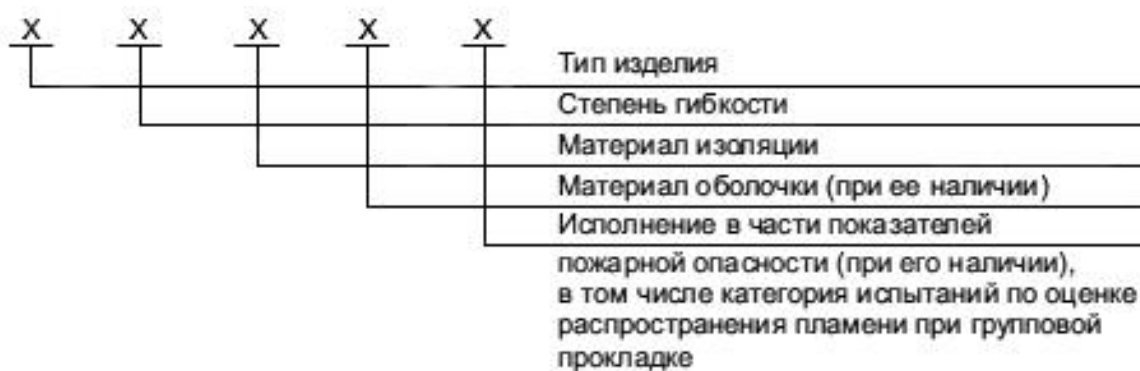 X X X X X
Тип изделия
Степень гибкости
Материал изоляции
Материал оболочки (при ее наличии)
Исполнение в части показателей
пожарной опасности (при его наличии),
в том числе категория испытаний по оценке
распространения пламени при групповой
прокладке